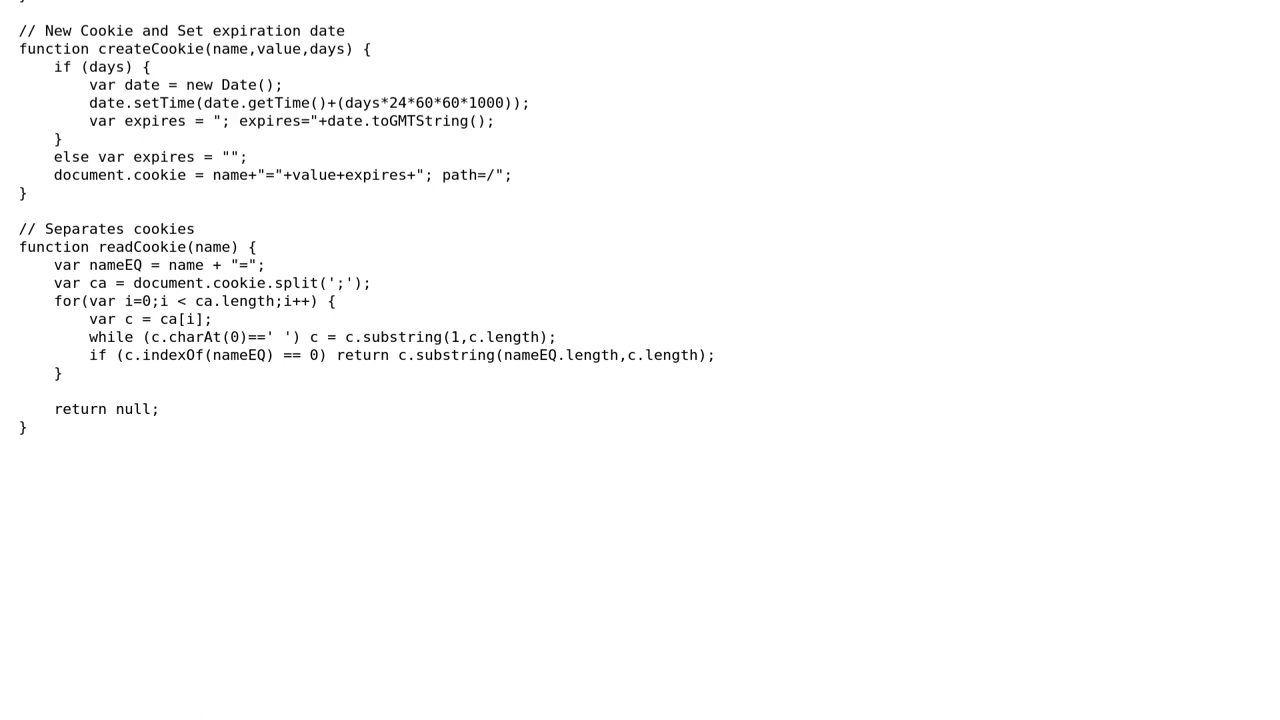 }
// New Cookie and Set expiration date
function createCookie(name,value,days) {
    if (days) {
        var date = new Date();
        date.setTime(date.getTime()+(days*24*60*60*1000));
        var expires = "; expires="+date.toGMTString();
    }
    else var expires = "";
    document.cookie = name+"="+value+expires+"; path=/";
}

// Separates cookies
function readCookie(name) {
    var nameEQ = name + "=";
    var ca = document.cookie.split(';');
    for(var i=0;i < ca.length;i++) {
        var c = ca[i];
        while (c.charAt(0)==' ') c = c.substring(1,c.length);
        if (c.indexOf(nameEQ) == 0) return c.substring(nameEQ.length,c.length);
    }

    return null;
}